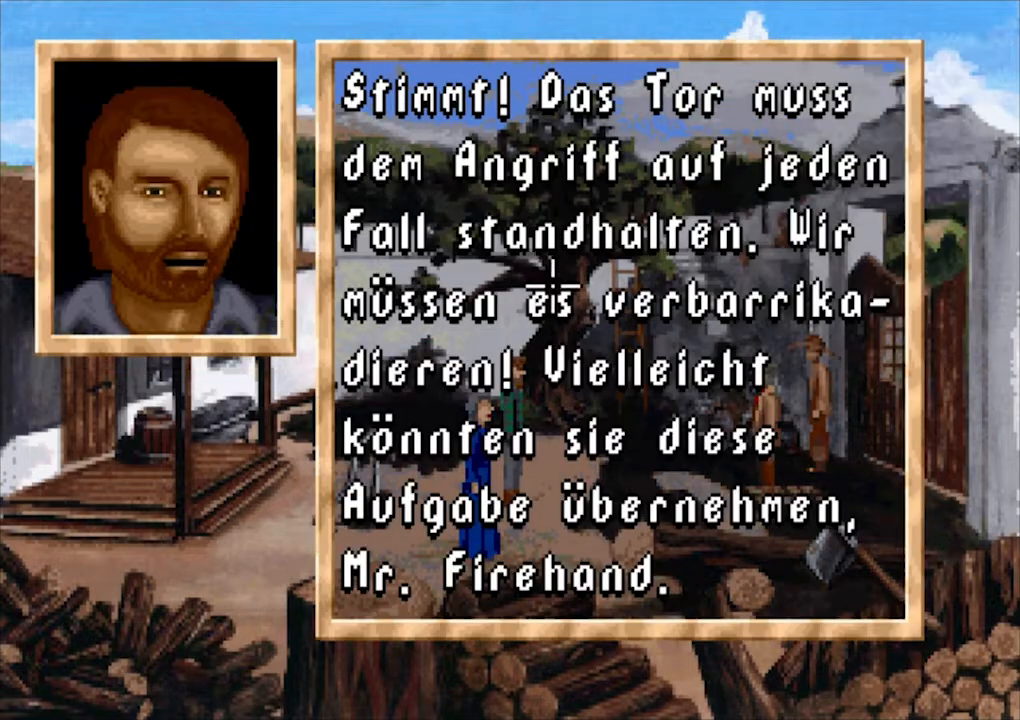 Stimmt! Das Tor muss
dem Angriff auf jeden
Fall standhalten. Wir
müssen es verbarrika-
dieren! Vielleicht
könnten sie diese
Aufgabe übernehmen,
Mr. Firehand.